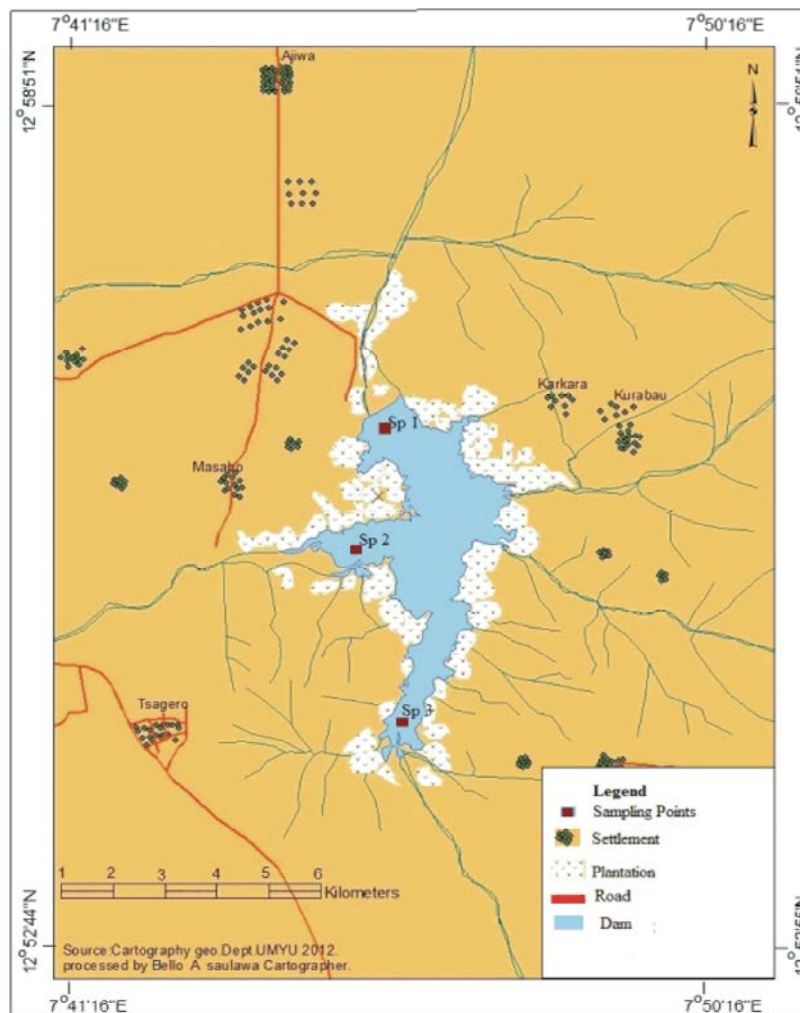 7°41'16"E
7°50'16"E
Ajiwa
12°58'51"N
N
Karkara
Kurabau
Sp 1
Sp 2
Tsagero
Sp 3
Legend
Sampling Points
Settlement
Plantation
Road
Dam
1 2 3 4 5 6
Kilometers
12°52'44"N
Source:Cartography geo.Dept.UMYU 2012.
processed by Bello A saulawa Cartographer.
7°41'16"E
7°50'16"E